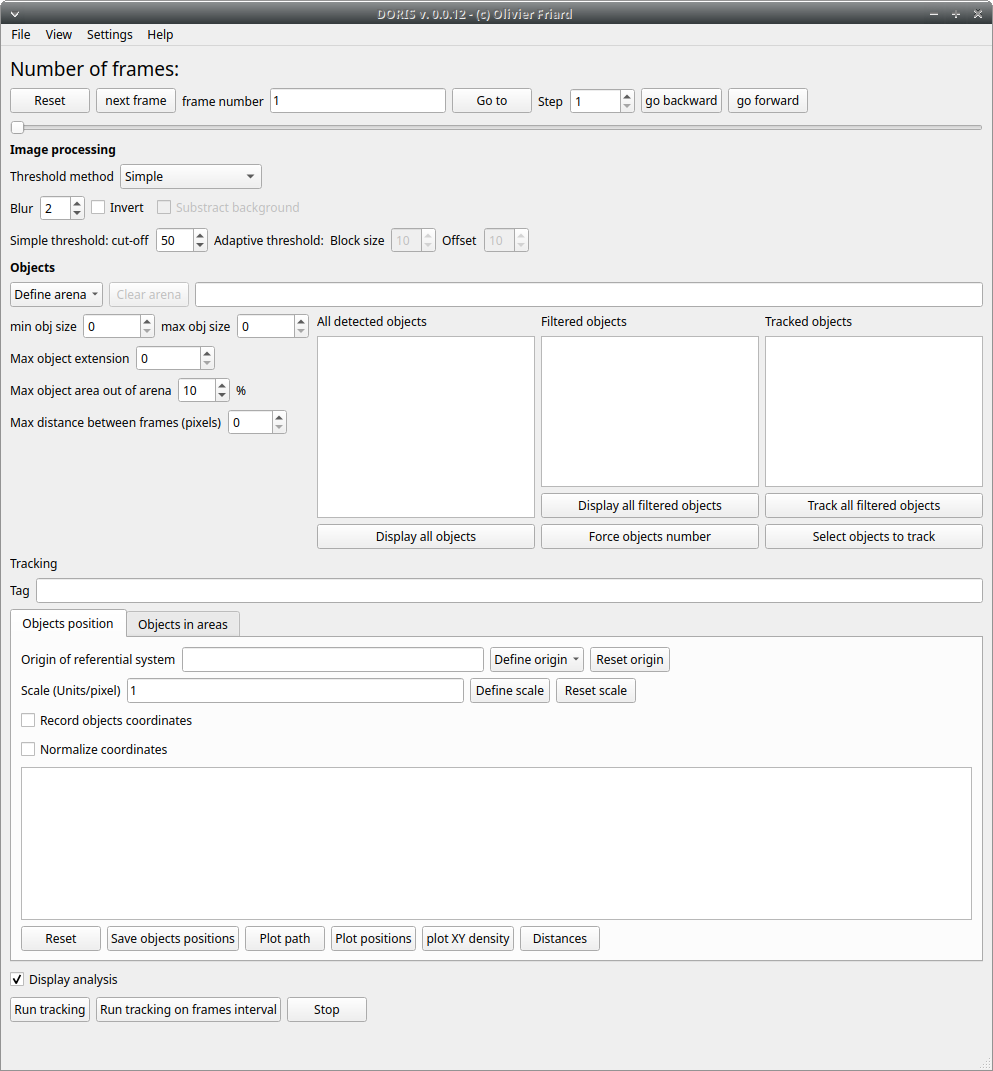 DORIS v. 0.0.12 - (c) Olivier Friard
File View Settings Help
Number of frames:
Reset next frame frame number 1 Go to Step 1 go backward go forward
Image processing
Threshold method Simple
Blur 2 Invert Substract background
Simple threshold: cut-off 50 Adaptive threshold: Block size 10 Offset 10
Objects
Define arena Clear arena
min obj size 0 max obj size 0 All detected objects Filtered objects Tracked objects
Max object extension 0
Max object area out of arena 10 %
Max distance between frames (pixels) 0
Display all filtered objects Track all filtered objects
Display all objects Force objects number Select objects to track
Tracking
Tag
Objects position Objects in areas
Origin of referential system Define origin Reset origin
Scale (Units/pixel) 1 Define scale Reset scale
Record objects coordinates
Normalize coordinates
Reset Save objects positions Plot path Plot positions plot XY density Distances
Display analysis
Run tracking Run tracking on frames interval Stop